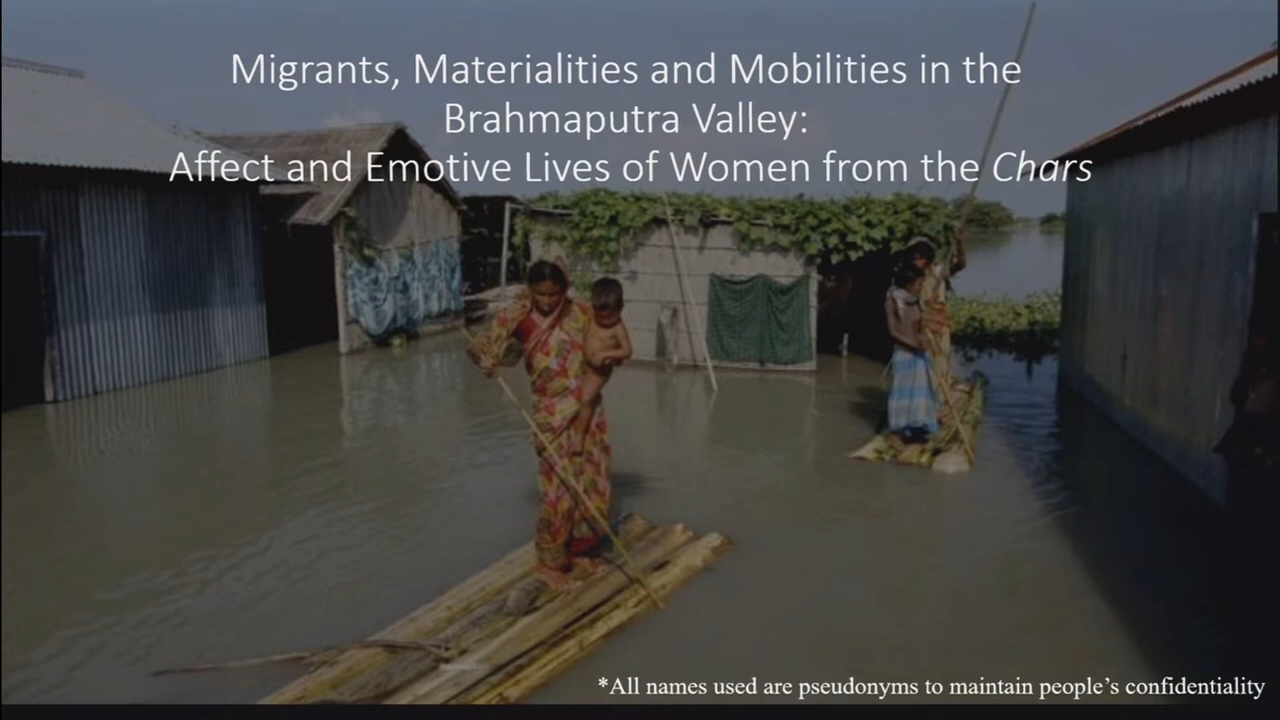 Migrants, Materialities and Mobilities in the
Brahmaputra Valley:
Affect and Emotive Lives of Women from the Chars
*All names used are pseudonyms to maintain people’s confidentiality